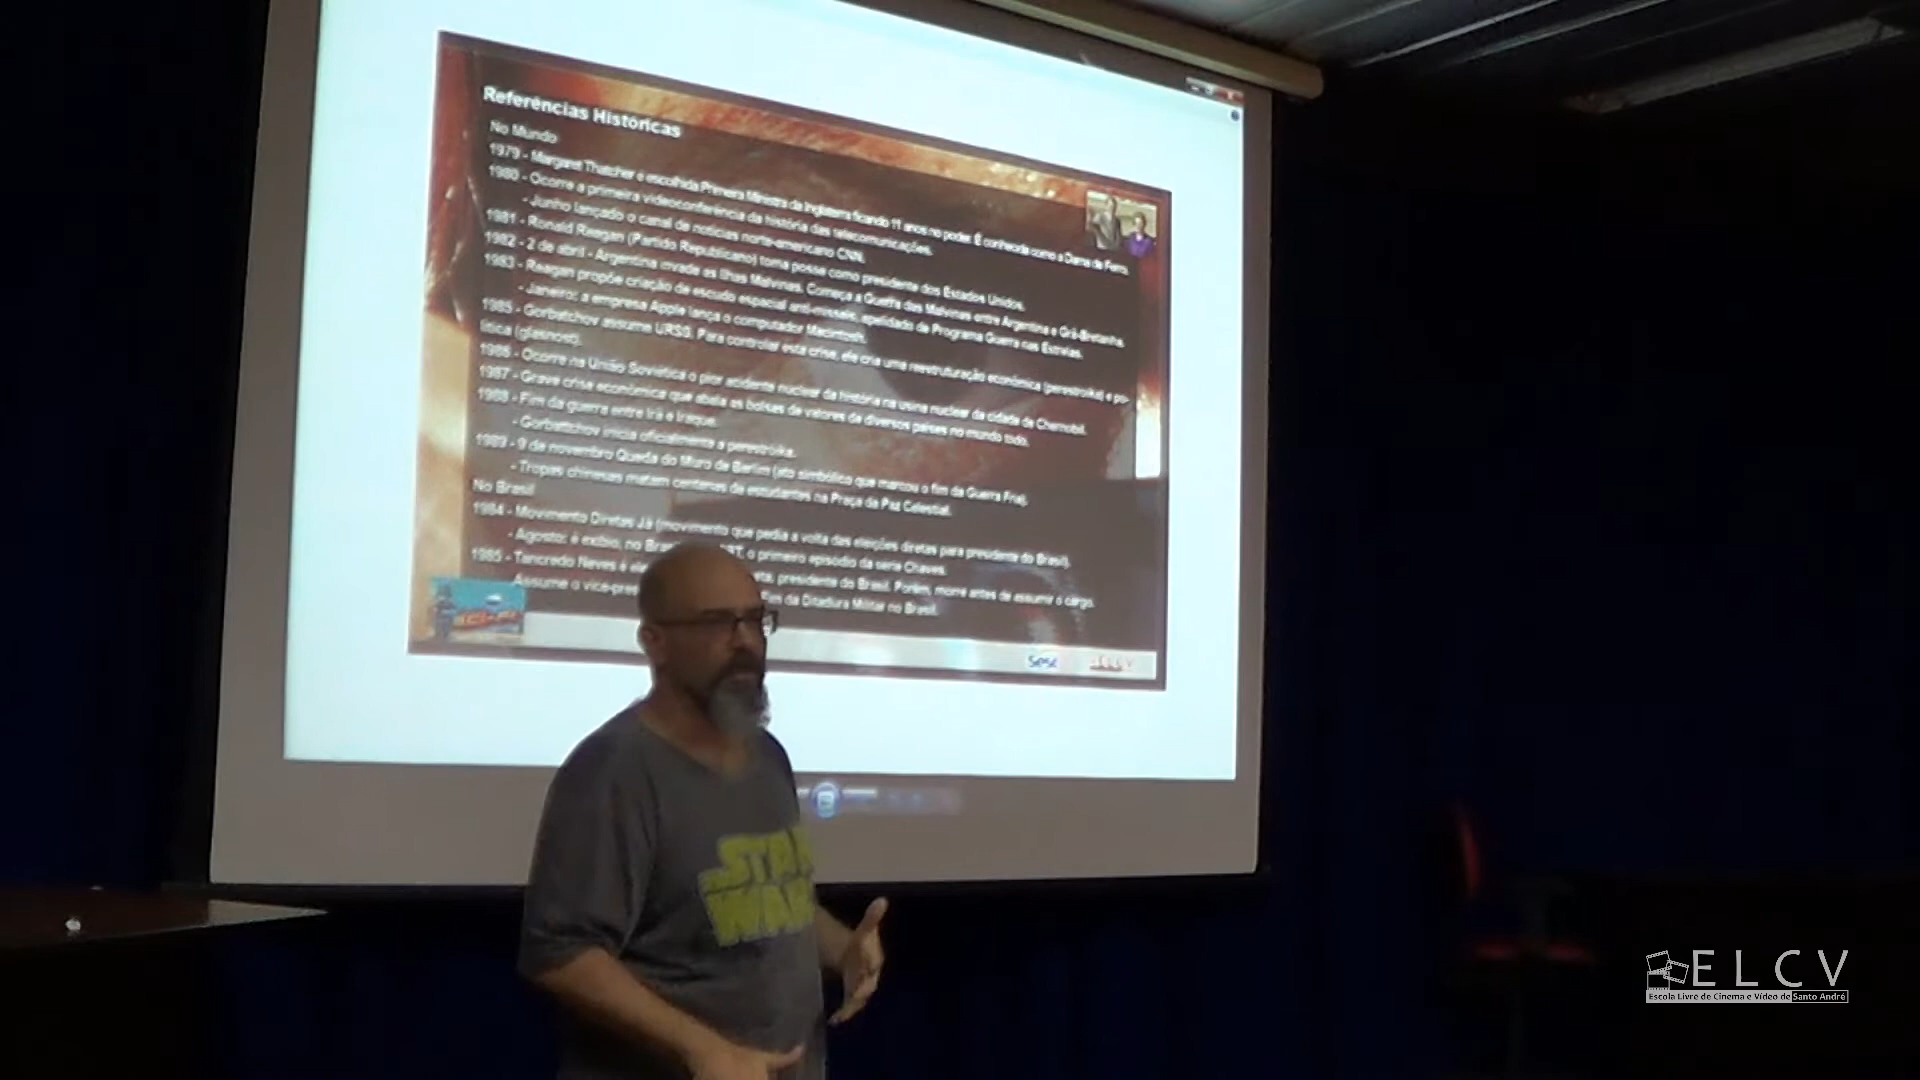 Referências Históricas
No Mundo
1979 - Margaret Thatcher é escolhida Primeira Ministra da Inglaterra ficando 11 anos no poder. É conhecida como a Dama de Ferro.
1980 - Ocorre a primeira videoconferência da história das telecomunicações.
- Junho lançado o canal de notícias norte-americano CNN.
1981 - Ronald Reagan (Partido Republicano) toma posse como presidente dos Estados Unidos.
1982 - 2 de abril - Argentina invade as Ilhas Malvinas. Começa a Guerra das Malvinas entre Argentina e Grã-Bretanha.
1983 - Reagan propõe criação de escudo espacial anti-mísseis, apelidado de Programa Guerra nas Estrelas.
- Janeiro: a empresa Apple lança o computador Macintosh.
1985 - Gorbatchov assume URSS. Para controlar esta crise, ele cria uma reestruturação econômica (perestroika) e po-
lítica (glasnost).
1986 - Ocorre na União Soviética o pior acidente nuclear da história na usina nuclear da cidade de Chernobil.
1987 - Grave crise econômica que abala as bolsas de valores de diversos países no mundo todo.
1988 - Fim da guerra entre Irã e Iraque.
- Gorbatchov inicia oficialmente a perestroika.
1989 - 9 de novembro Queda do Muro de Berlim (ato simbólico que marcou o fim da Guerra Fria).
- Tropas chinesas matam centenas de estudantes na Praça da Paz Celestial.
No Brasil
1984 - Movimento Diretas Já (movimento que pedia a volta das eleições diretas para presidente do Brasil).
- Agosto: é exibido, no Bra BT, o primeiro episódio da série Chaves.
1985 - Tancredo Neves é ele eta, presidente do Brasil. Porém, morre antes de assumir o cargo.
Assume o vice-pres Fim da Ditadura Militar no Brasil.
SCI-FI
Sesc
ELCV
STAR
WARS
ELCV
Escola Livre de Cinema e Vídeo de Santo André